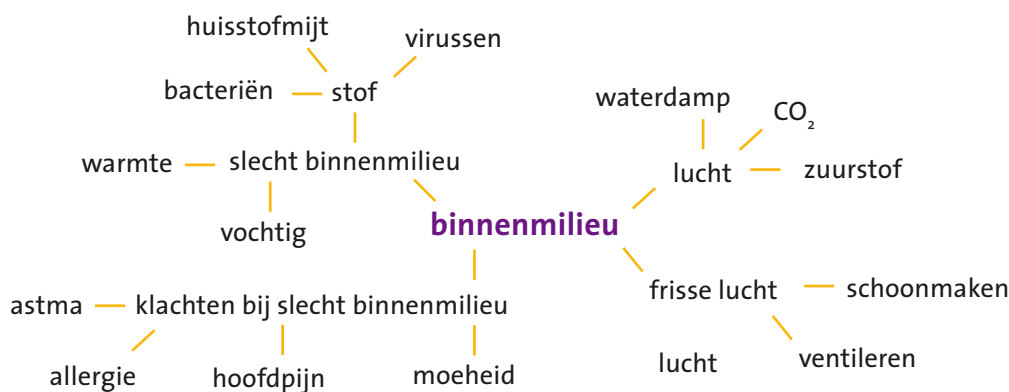 huisstofmijt
virussen
bacteriën
stof
waterdamp
CO₂
warmte
slecht binnenmilieu
lucht
zuurstof
vochtig
binnenmilieu
astma
klachten bij slecht binnenmilieu
frisse lucht
schoonmaken
allergie
hoofdpijn
moeheid
lucht
ventileren